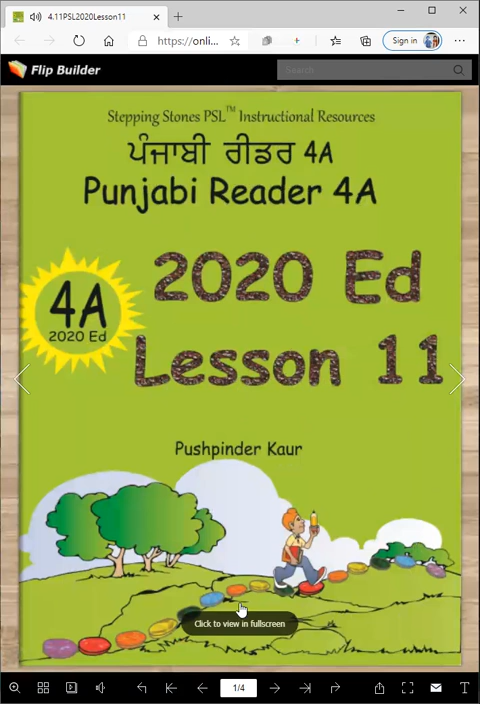 4.11PSL2020Lesson11
https://onli...
Sign in
Flip Builder
Search
Stepping Stones PSL™ Instructional Resources
ਪੰਜਾਬੀ ਰੀਡਰ 4A
Punjabi Reader 4A
2020 Ed
4A
2020 Ed
Lesson 11
Pushpinder Kaur
Click to view in fullscreen
1/4